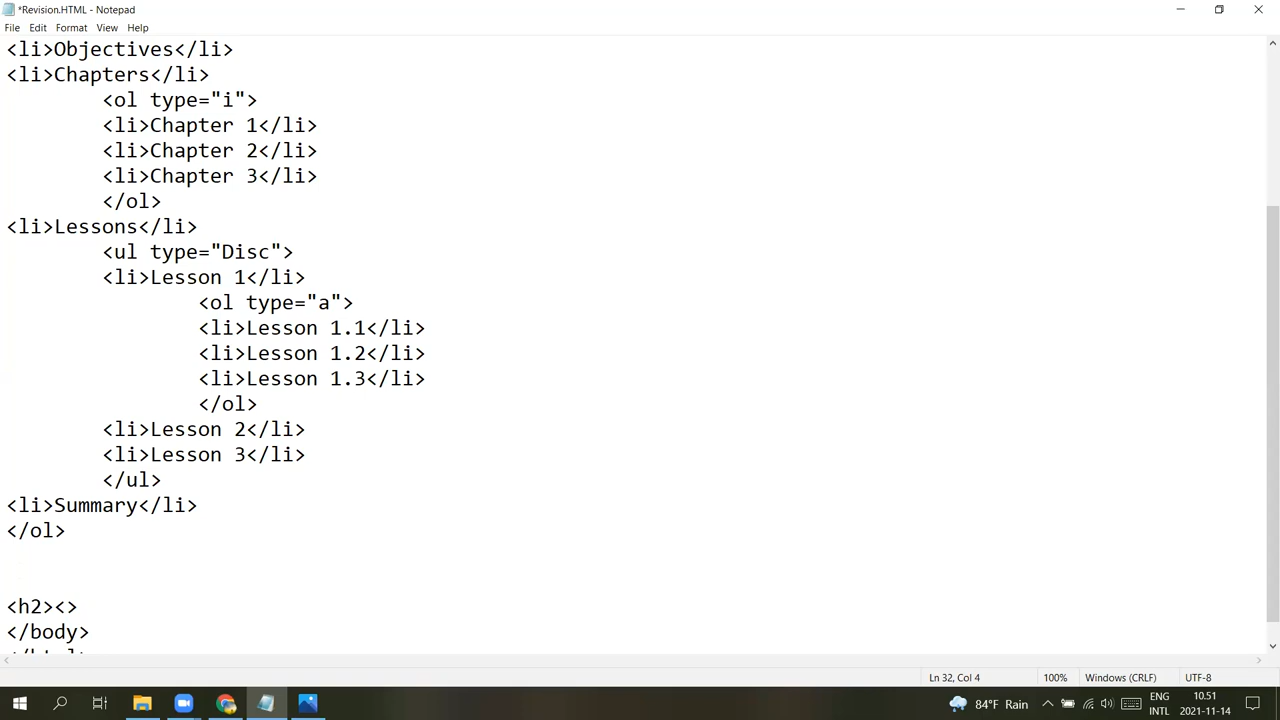 *Revision.HTML - Notepad
File Edit Format View Help
<li>Objectives</li>
<li>Chapters</li>
<ol type="i">
<li>Chapter 1</li>
<li>Chapter 2</li>
<li>Chapter 3</li>
</ol>
<li>Lessons</li>
<ul type="Disc">
<li>Lesson 1</li>
<ol type="a">
<li>Lesson 1.1</li>
<li>Lesson 1.2</li>
<li>Lesson 1.3</li>
</ol>
<li>Lesson 2</li>
<li>Lesson 3</li>
</ul>
<li>Summary</li>
</ol>
<h2><>
</body>
</html>
Ln 32, Col 4 100% Windows (CRLF) UTF-8
84°F Rain ENG 10.51
INTL 2021-11-14